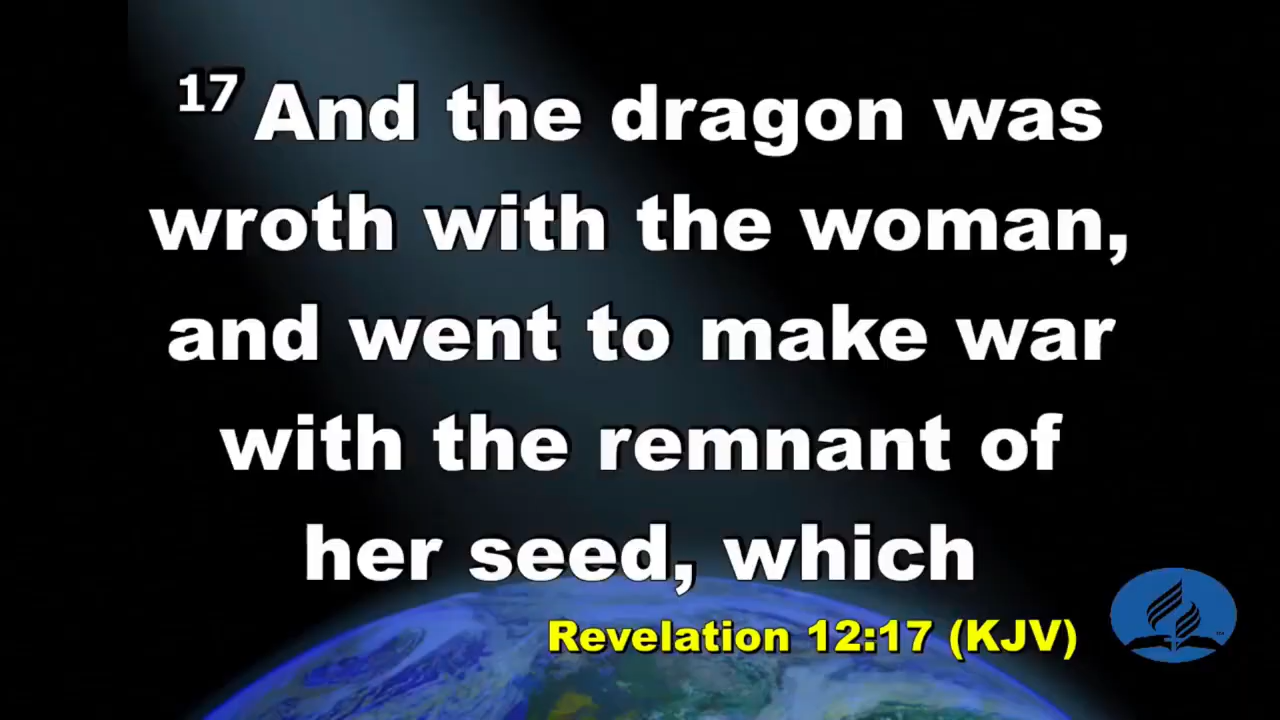 17 And the dragon was
wroth with the woman,
and went to make war
with the remnant of
her seed, which
Revelation 12:17 (KJV)